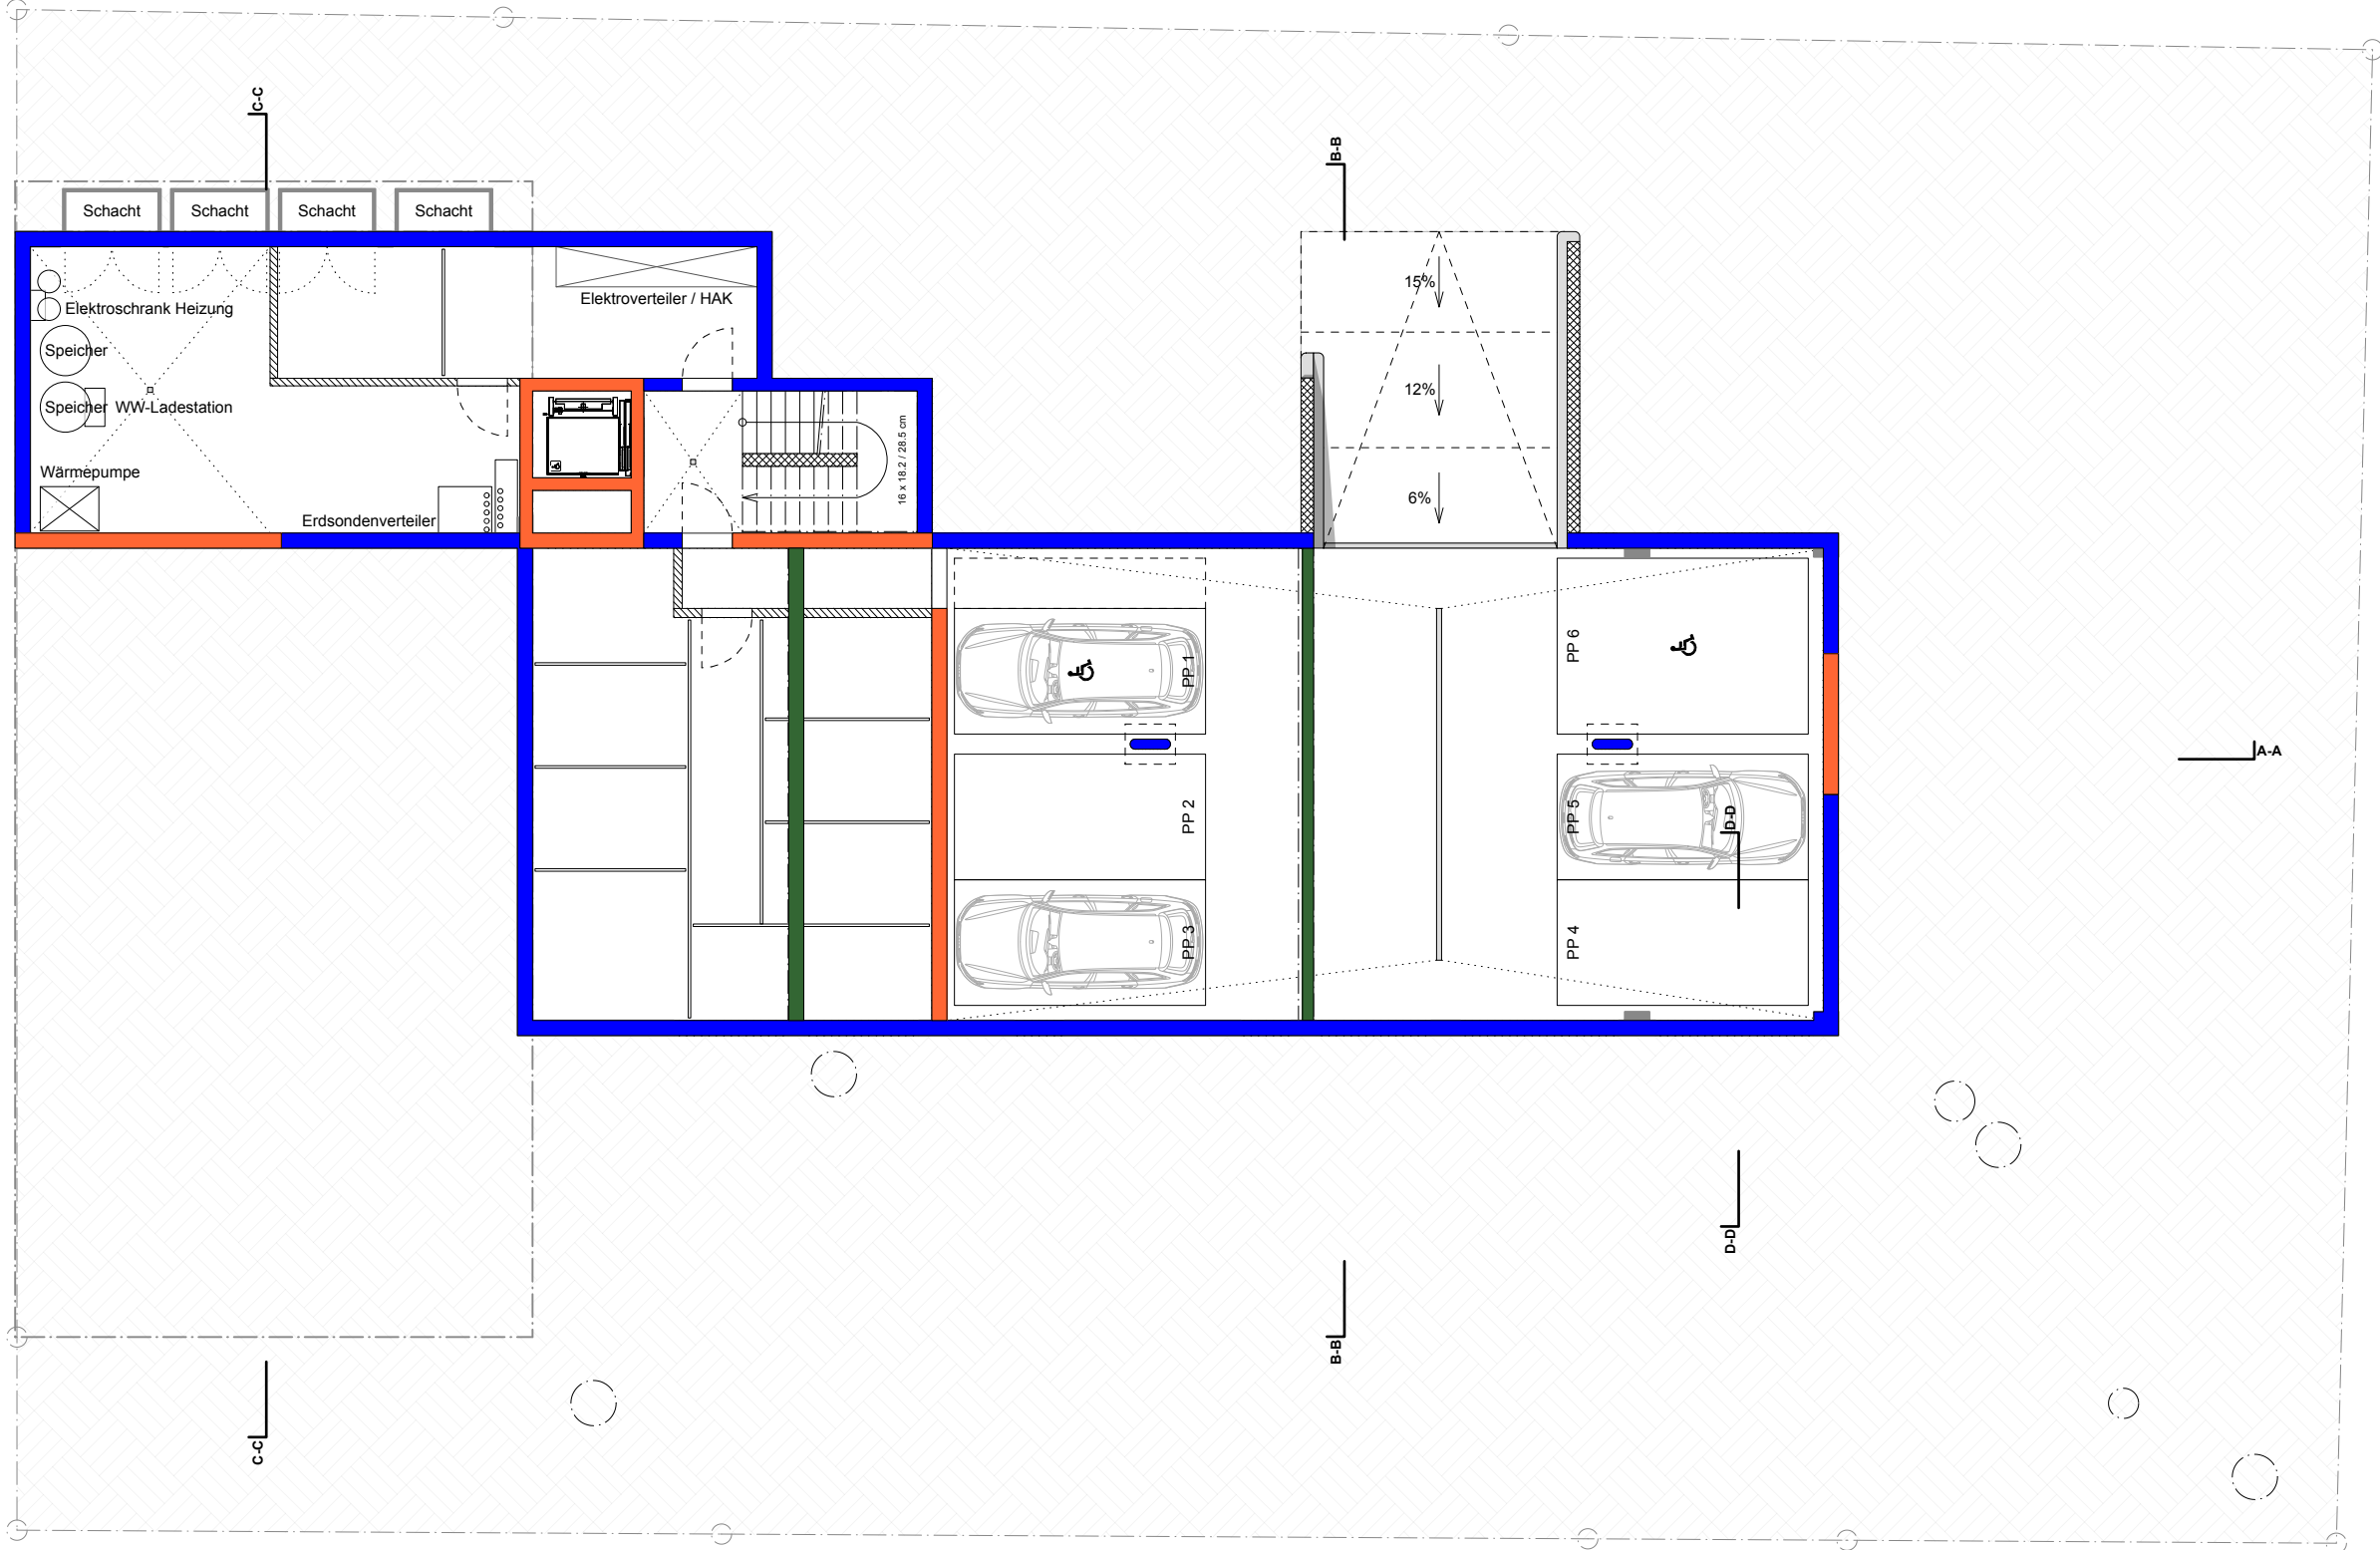 C-C
B-B
Schacht
Schacht
Schacht
Schacht
15%
Elektroverteiler / HAK
Elektroschrank Heizung
Speicher
12%
Speicher
WW-Ladestation
16 x 18.2 / 28.5 cm
Wärmepumpe
6%
Erdsondenverteiler
PP 1
PP 6
A-A
PP 2
PP 5
D-D
PP 3
PP 4
D-D
B-B
C-C